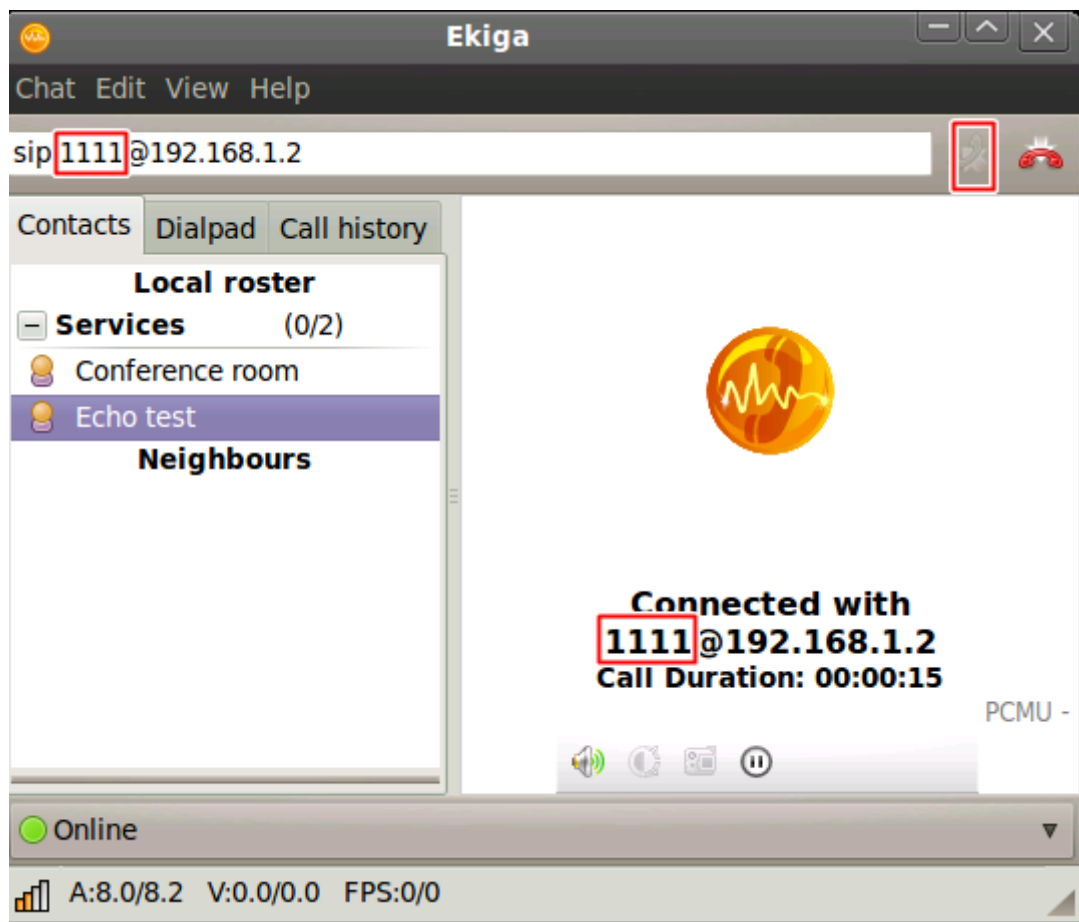 Ekiga
Chat Edit View Help
sip 1111@192.168.1.2
Contacts Dialpad Call history
Local roster
Services (0/2)
Conference room
Echo test
Neighbours
Connected with
1111@192.168.1.2
Call Duration: 00:00:15
PCMU -
Online
A:8.0/8.2 V:0.0/0.0 FPS:0/0